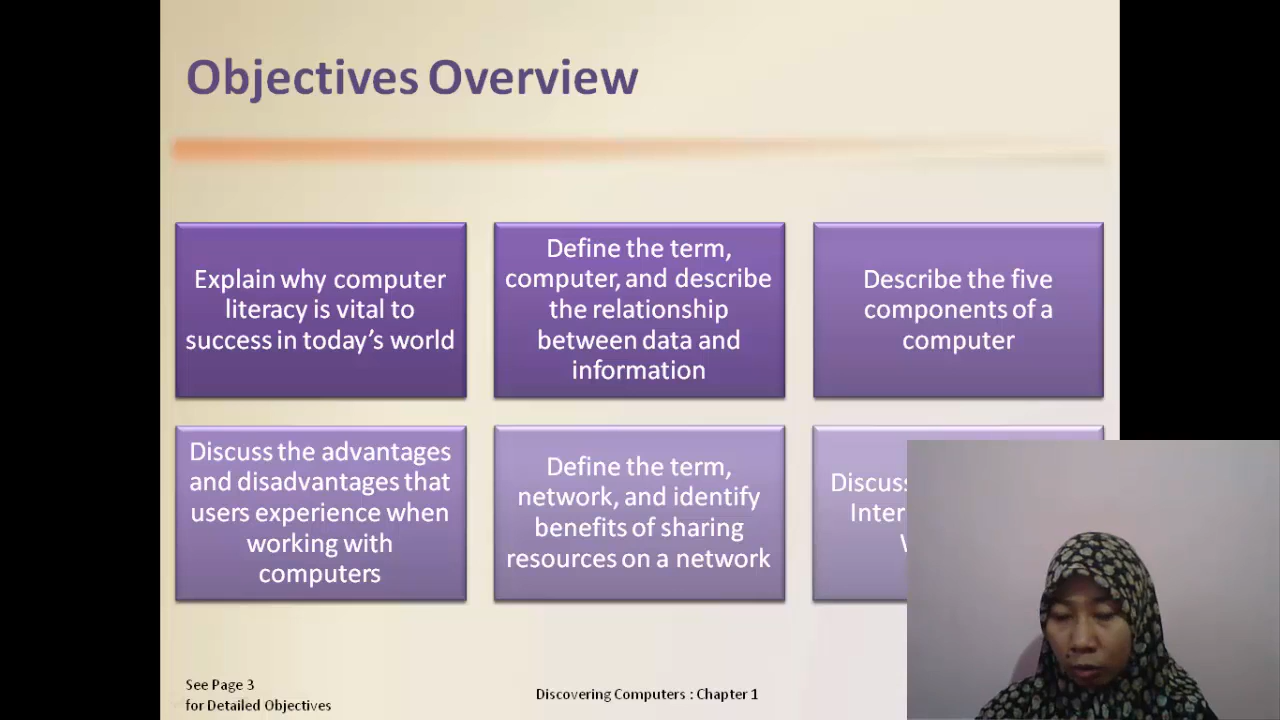 Objectives Overview
Explain why computer
literacy is vital to
success in today's world
Define the term,
computer, and describe
the relationship
between data and
information
Describe the five
components of a
computer
Discuss the advantages
and disadvantages that
users experience when
working with
computers
Define the term,
network, and identify
benefits of sharing
resources on a network
Discuss
See Page 3
for Detailed Objectives
Discovering Computers : Chapter 1